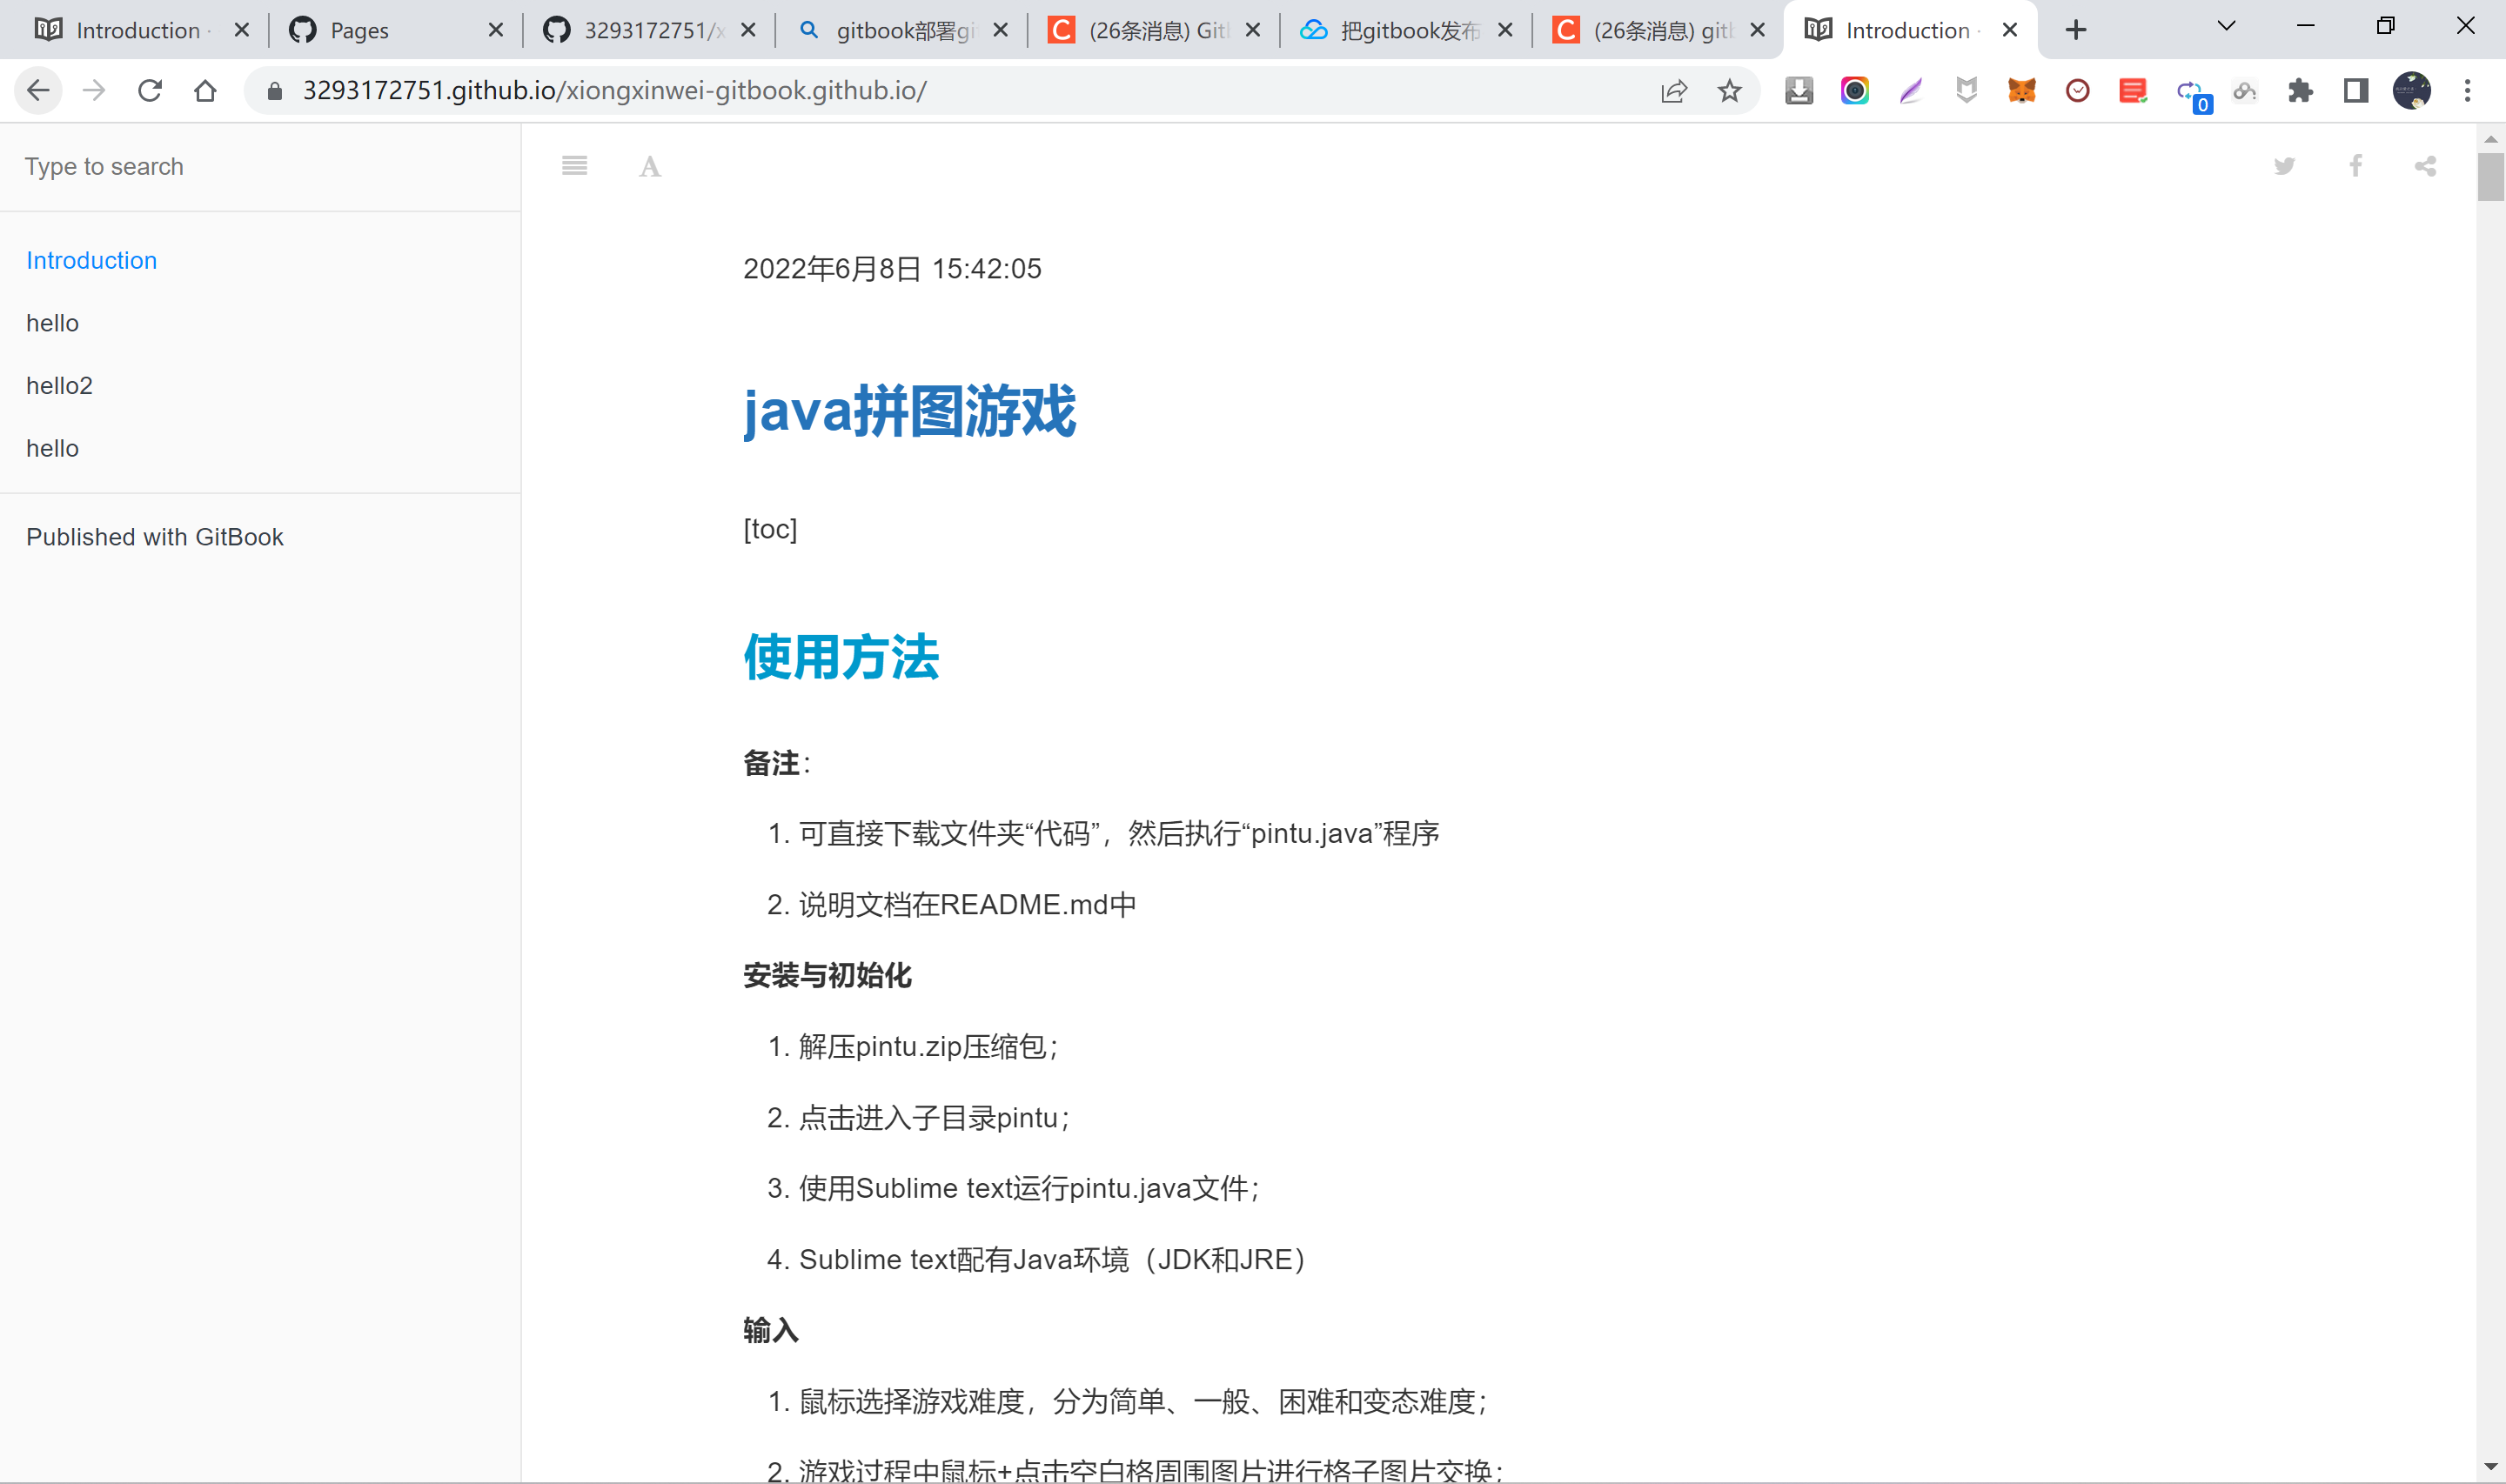 Introduction ·
Pages
3293172751/x
gitbook部署gi
(26条消息) Git
把gitbook发布
(26条消息) git
Introduction ·
3293172751.github.io/xiongxinwei-gitbook.github.io/
0
Type to search
Introduction
hello
hello2
hello
Published with GitBook
A
2022年6月8日 15:42:05
java拼图游戏
[toc]
使用方法
备注：
1. 可直接下载文件夹“代码”，然后执行“pintu.java”程序
2. 说明文档在README.md中
安装与初始化
1. 解压pintu.zip压缩包；
2. 点击进入子目录pintu；
3. 使用Sublime text运行pintu.java文件；
4. Sublime text配有Java环境（JDK和JRE）
输入
1. 鼠标选择游戏难度，分为简单、一般、困难和变态难度；
2. 游戏过程中鼠标+点击空白格周围图片进行格子图片交换；